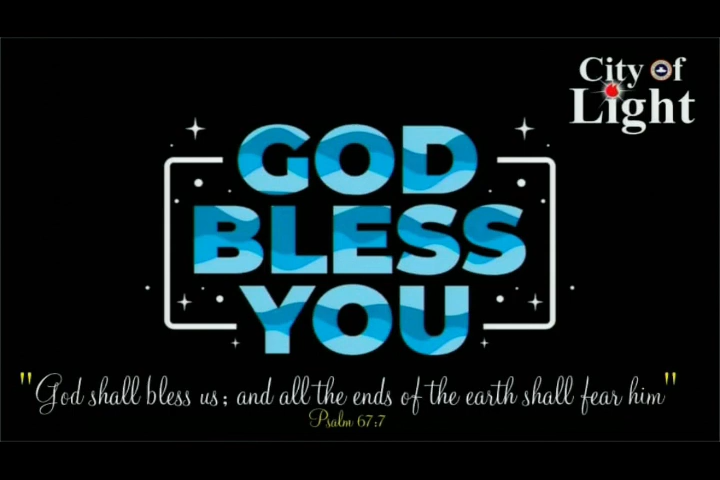 City of
Light
GOD
BLESS
YOU
"God shall bless us; and all the ends of the earth shall fear him"
Psalm 67:7